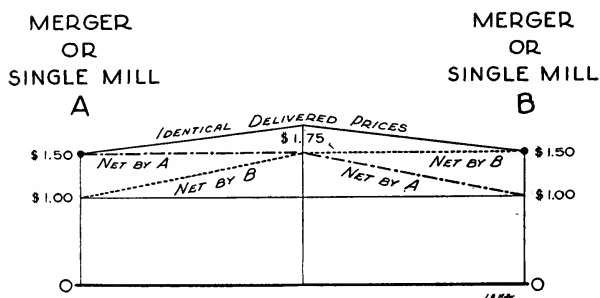 MERGER
OR
SINGLE MILL
A
MERGER
OR
SINGLE MILL
B
IDENTICAL DELIVERED PRICES
$1.75
$1.50
NET BY A
NET BY B
$1.50
$1.00
NET BY B
NET BY A
$1.00
O
O